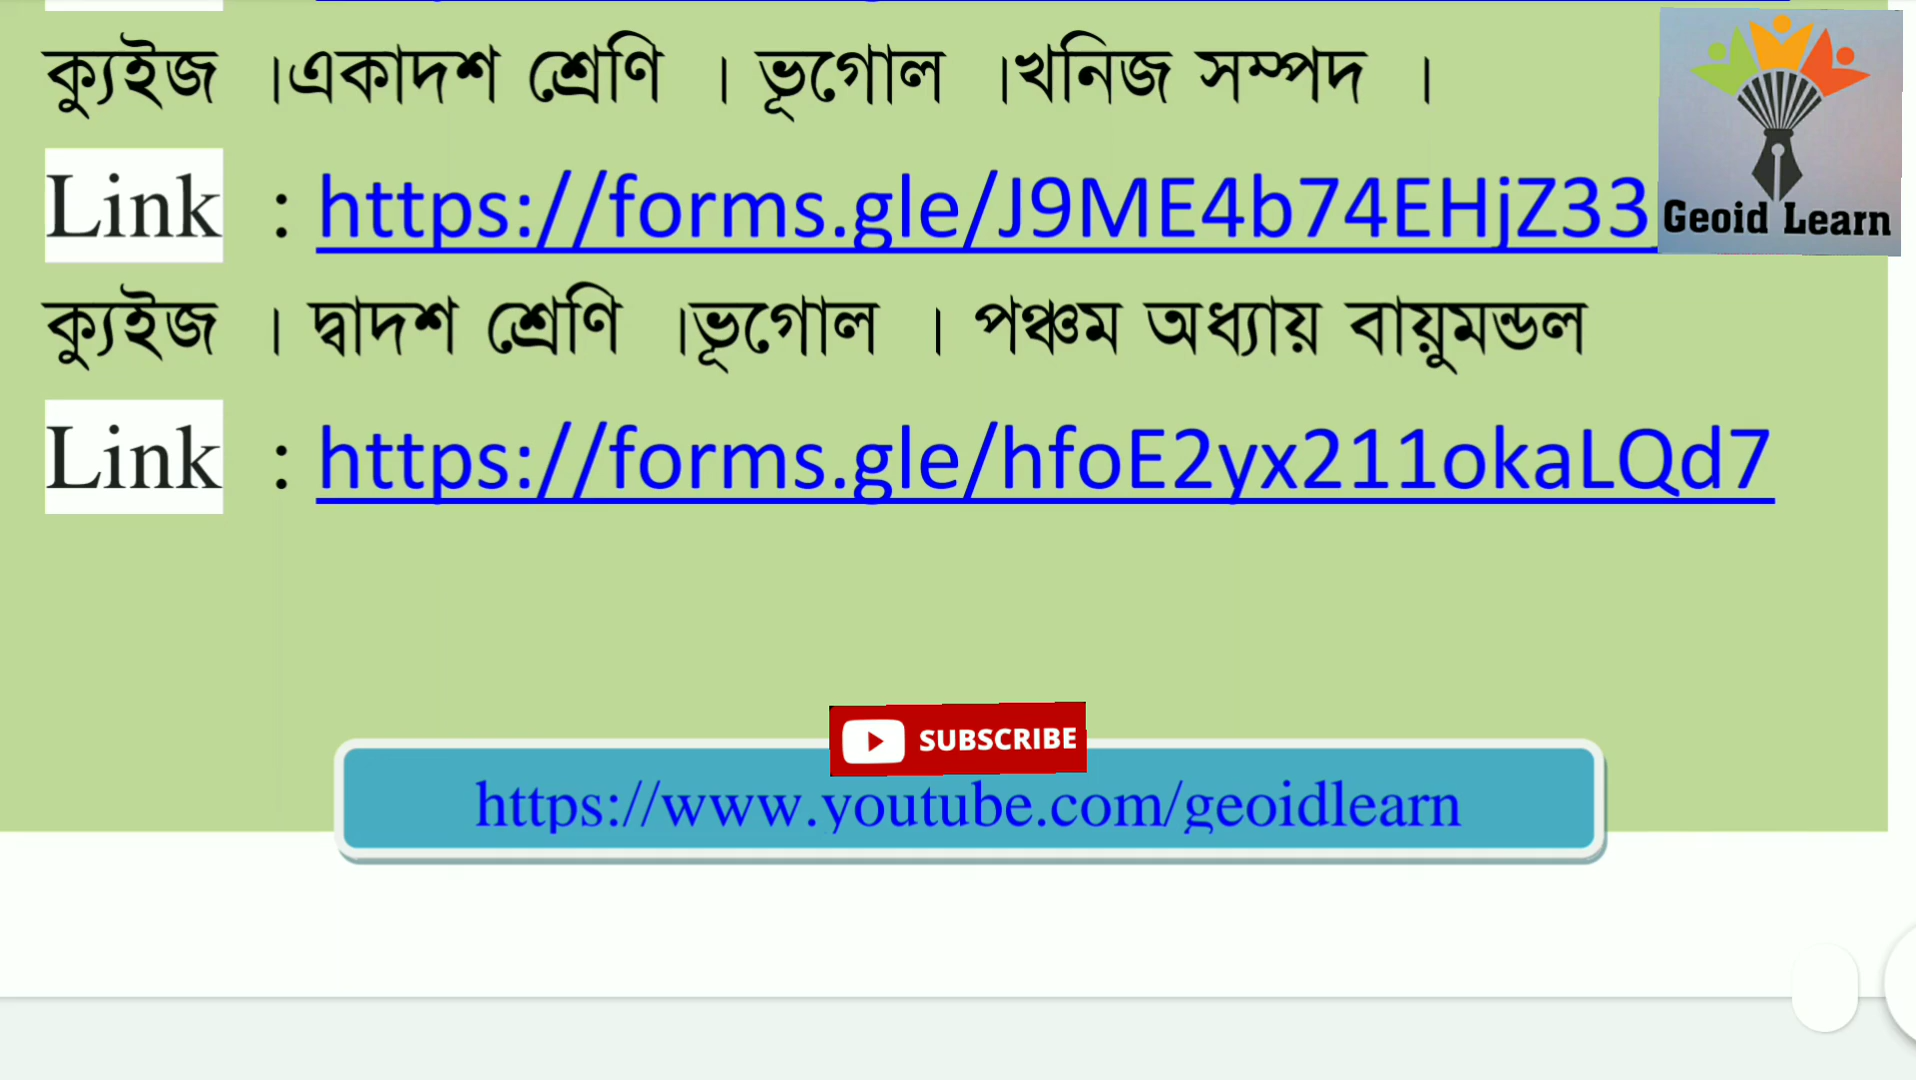 ক্যুইজ ।একাদশ শ্রেণি । ভূগোল ।খনিজ সম্পদ ।
Link : https://forms.gle/J9ME4b74EHjZ33
Geoid Learn
ক্যুইজ । দ্বাদশ শ্রেণি ।ভূগোল । পঞ্চম অধ্যায় বায়ুমন্ডল
Link : https://forms.gle/hfoE2yx211okaLQd7
SUBSCRIBE
https://www.youtube.com/geoidlearn